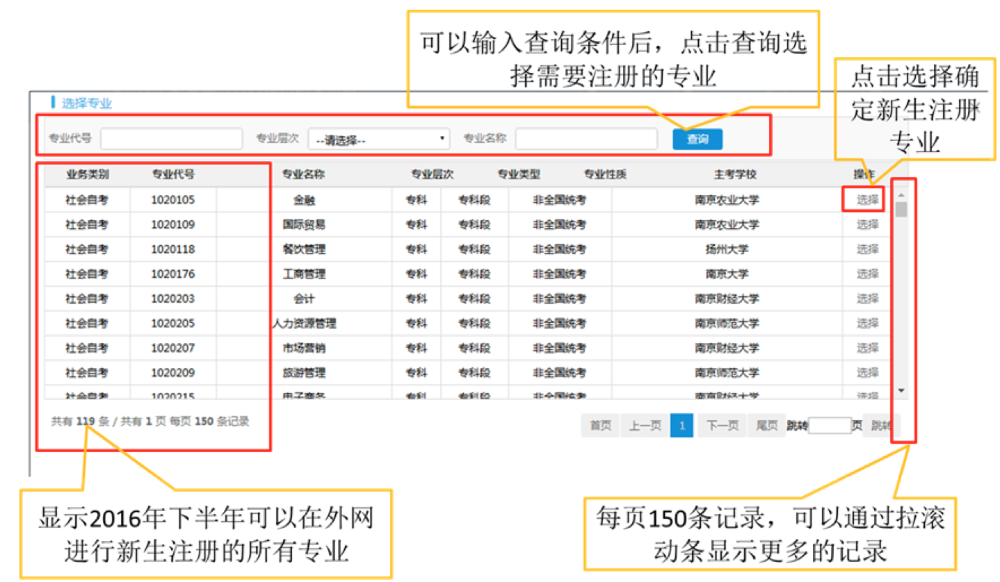 可以输入查询条件后，点击查询选
择需要注册的专业
点击选择确
定新生注册
专业
选择专业
专业代号 专业层次 --请选择-- 专业名称 查询
业务类别 专业代号 专业名称 专业层次 专业类型 专业性质 主考学校 操作
社会自考 1020105 金融 专科 专科段 非全国统考 南京农业大学 选择
社会自考 1020109 国际贸易 专科 专科段 非全国统考 南京农业大学 选择
社会自考 1020118 餐饮管理 专科 专科段 非全国统考 扬州大学 选择
社会自考 1020176 工商管理 专科 专科段 非全国统考 南京大学 选择
社会自考 1020203 会计 专科 专科段 非全国统考 南京财经大学 选择
社会自考 1020205 人力资源管理 专科 专科段 非全国统考 南京师范大学 选择
社会自考 1020207 市场营销 专科 专科段 非全国统考 南京财经大学 选择
社会自考 1020209 旅游管理 专科 专科段 非全国统考 南京师范大学 选择
社会自考 1020215 电子商务 专科 专科段 非全国统考 南京财经大学 选择
共有 119 条 / 共有 1 页 每页 150 条记录 首页 上一页 1 下一页 尾页 跳转 页 跳转
显示2016年下半年可以在外网
进行新生注册的所有专业
每页150条记录，可以通过拉滚
动条显示更多的记录